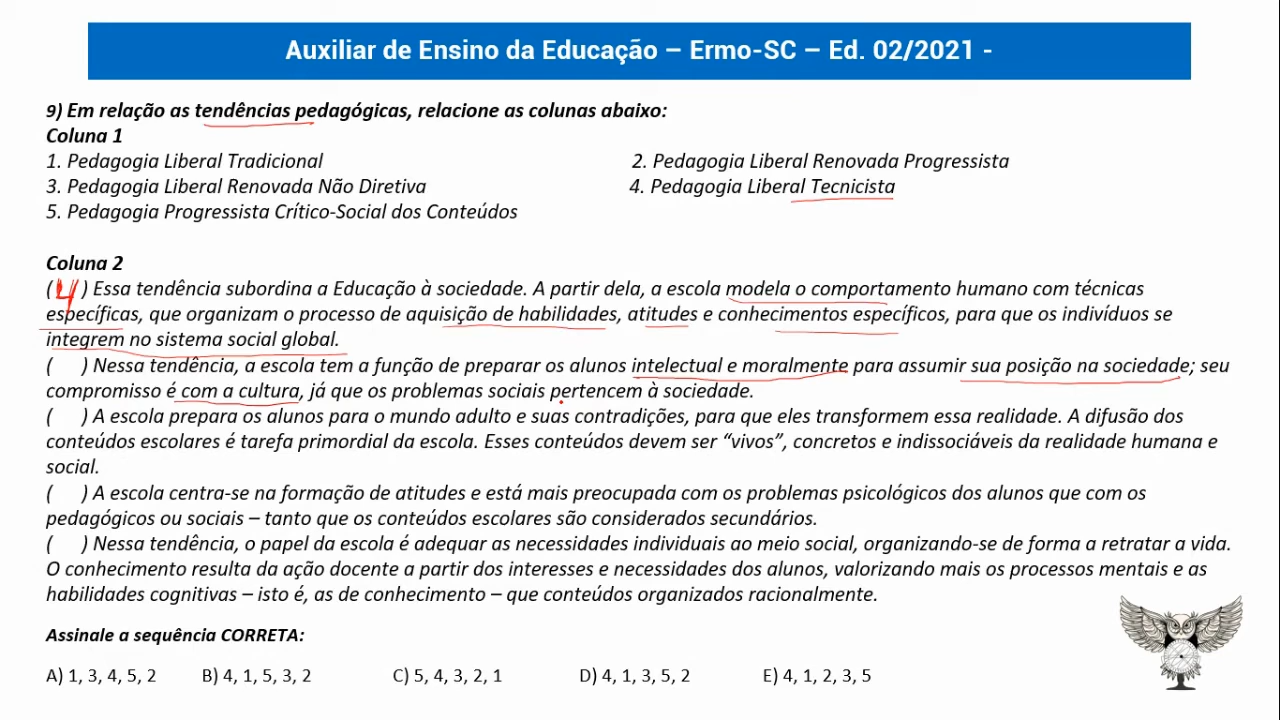 Auxiliar de Ensino da Educação – Ermo-SC – Ed. 02/2021 -
9) Em relação as tendências pedagógicas, relacione as colunas abaixo:
Coluna 1
1. Pedagogia Liberal Tradicional 2. Pedagogia Liberal Renovada Progressista
3. Pedagogia Liberal Renovada Não Diretiva 4. Pedagogia Liberal Tecnicista
5. Pedagogia Progressista Crítico-Social dos Conteúdos
Coluna 2
( 4 ) Essa tendência subordina a Educação à sociedade. A partir dela, a escola modela o comportamento humano com técnicas
específicas, que organizam o processo de aquisição de habilidades, atitudes e conhecimentos específicos, para que os indivíduos se
integrem no sistema social global.
( ) Nessa tendência, a escola tem a função de preparar os alunos intelectual e moralmente para assumir sua posição na sociedade; seu
compromisso é com a cultura, já que os problemas sociais pertencem à sociedade.
( ) A escola prepara os alunos para o mundo adulto e suas contradições, para que eles transformem essa realidade. A difusão dos
conteúdos escolares é tarefa primordial da escola. Esses conteúdos devem ser “vivos”, concretos e indissociáveis da realidade humana e
social.
( ) A escola centra-se na formação de atitudes e está mais preocupada com os problemas psicológicos dos alunos que com os
pedagógicos ou sociais – tanto que os conteúdos escolares são considerados secundários.
( ) Nessa tendência, o papel da escola é adequar as necessidades individuais ao meio social, organizando-se de forma a retratar a vida.
O conhecimento resulta da ação docente a partir dos interesses e necessidades dos alunos, valorizando mais os processos mentais e as
habilidades cognitivas – isto é, as de conhecimento – que conteúdos organizados racionalmente.
Assinale a sequência CORRETA:
A) 1, 3, 4, 5, 2 B) 4, 1, 5, 3, 2 C) 5, 4, 3, 2, 1 D) 4, 1, 3, 5, 2 E) 4, 1, 2, 3, 5